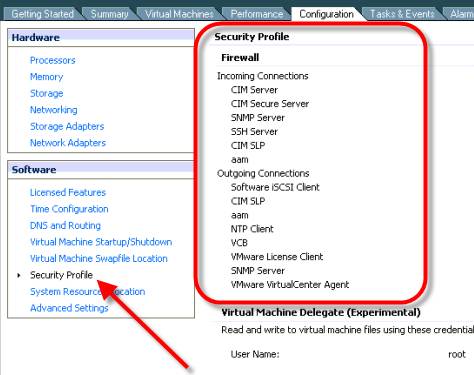 Getting Started Summary Virtual Machines Performance Configuration Tasks & Events Alarm
Hardware
Processors
Memory
Storage
Networking
Storage Adapters
Network Adapters
Software
Licensed Features
Time Configuration
DNS and Routing
Virtual Machine Startup/Shutdown
Virtual Machine Swapfile Location
Security Profile
System Resource
Advanced Settings
Security Profile
Firewall
Incoming Connections
CIM Server
CIM Secure Server
SNMP Server
SSH Server
CIM SLP
aam
Outgoing Connections
Software iSCSI Client
CIM SLP
aam
NTP Client
VCB
VMware License Client
SNMP Server
VMware VirtualCenter Agent
Virtual Machine Delegate (Experimental)
Read and write to virtual machine files using these credential
User Name: root